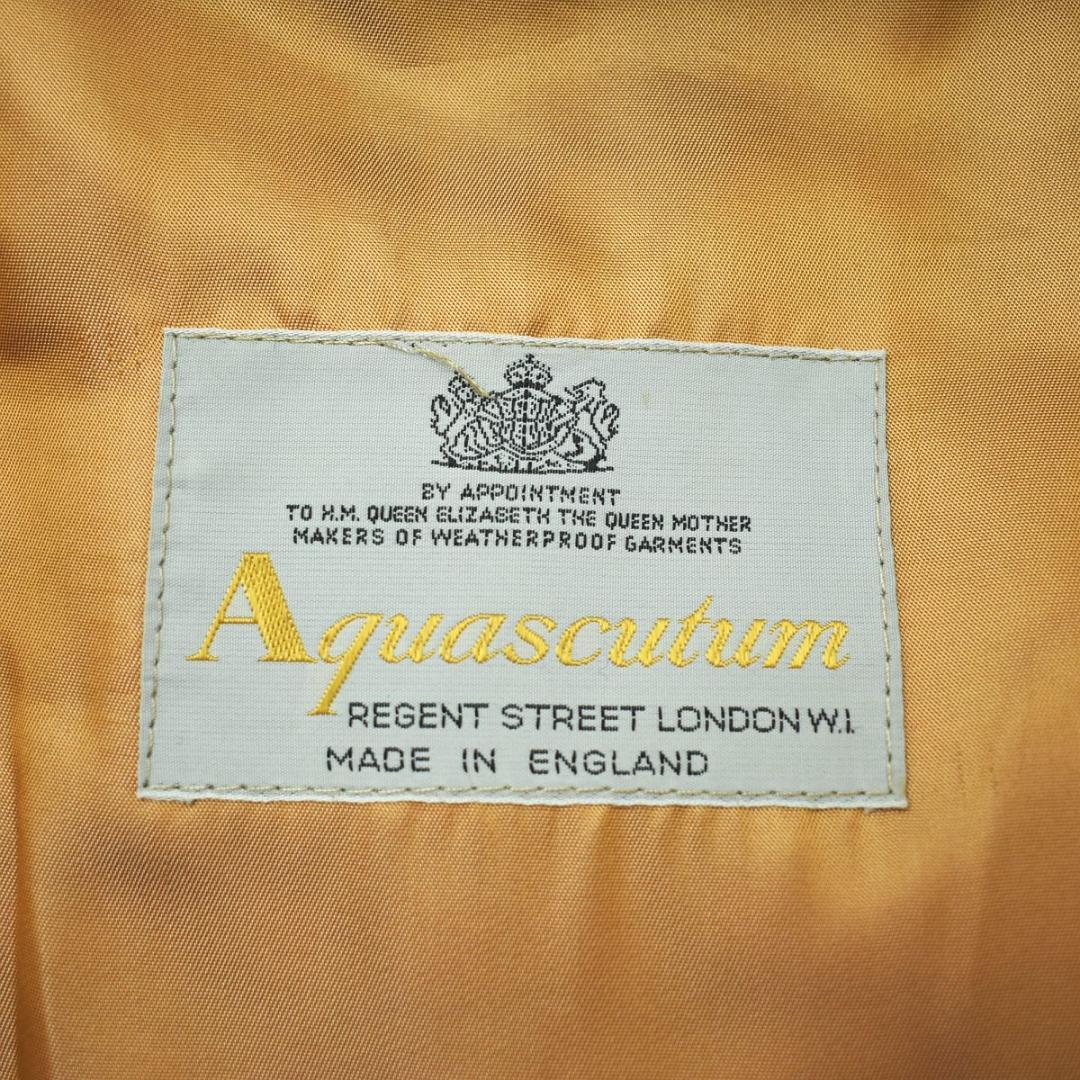 BY APPOINTMENT
TO H.M. QUEEN ELIZABETH THE QUEEN MOTHER
MAKERS OF WEATHERPROOF GARMENTS
Aquascutum
REGENT STREET LONDON W.1.
MADE IN ENGLAND